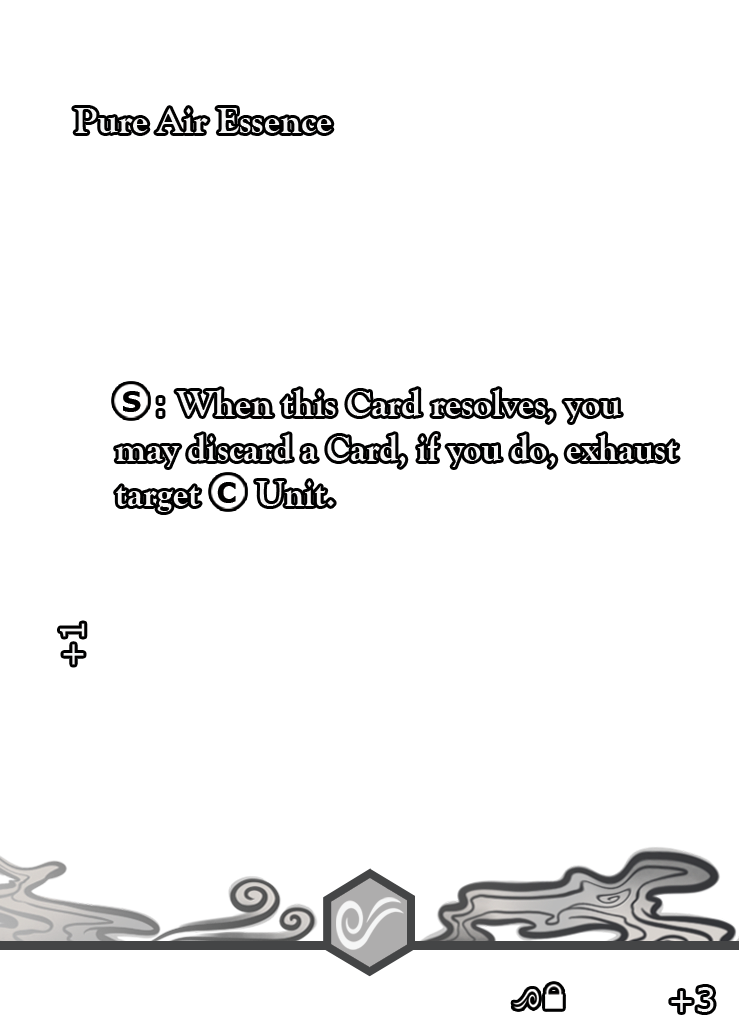 Pure Air Essence
Ⓢ: When this Card resolves, you
may discard a Card, if you do, exhaust
target Ⓒ Unit.
+1
+3